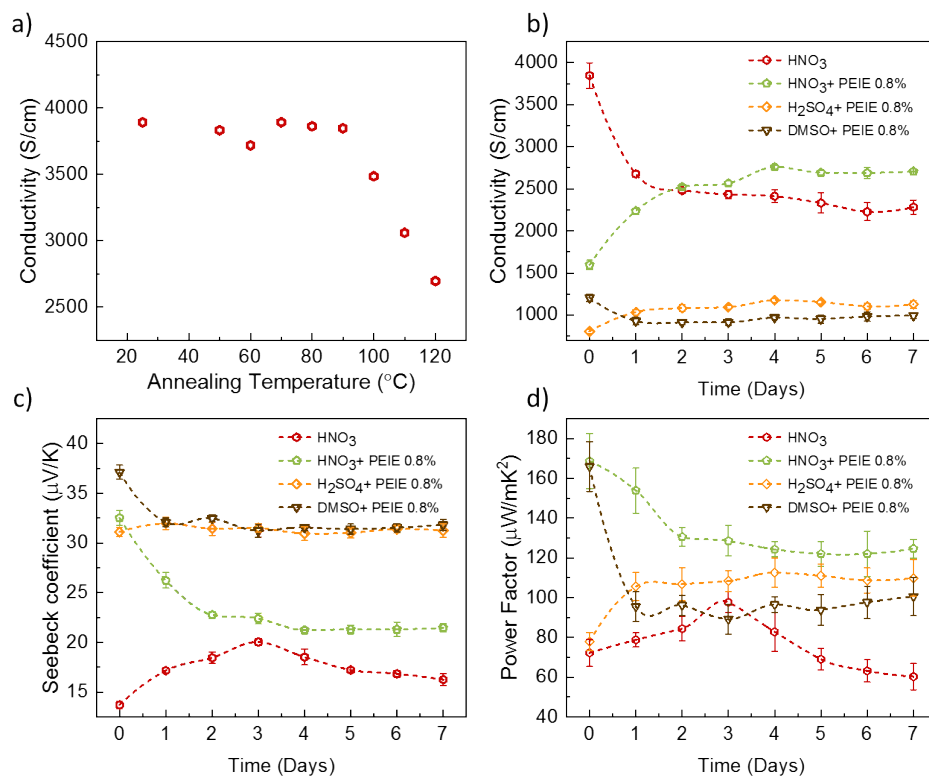 a)
4500
4000
3500
3000
2500
Conductivity (S/cm)
20 40 60 80 100 120
Annealing Temperature (°C)
b)
4000
3500
3000
2500
2000
1500
1000
Conductivity (S/cm)
HNO₃
HNO₃+ PEIE 0.8%
H₂SO₄+ PEIE 0.8%
DMSO+ PEIE 0.8%
0 1 2 3 4 5 6 7
Time (Days)
c)
40
35
30
25
20
15
Seebeck coefficient (μV/K)
HNO₃
HNO₃+ PEIE 0.8%
H₂SO₄+ PEIE 0.8%
DMSO+ PEIE 0.8%
0 1 2 3 4 5 6 7
Time (Days)
d)
180
160
140
120
100
80
60
40
Power Factor (μW/mK²)
HNO₃
HNO₃+ PEIE 0.8%
H₂SO₄+ PEIE 0.8%
DMSO+ PEIE 0.8%
0 1 2 3 4 5 6 7
Time (Days)